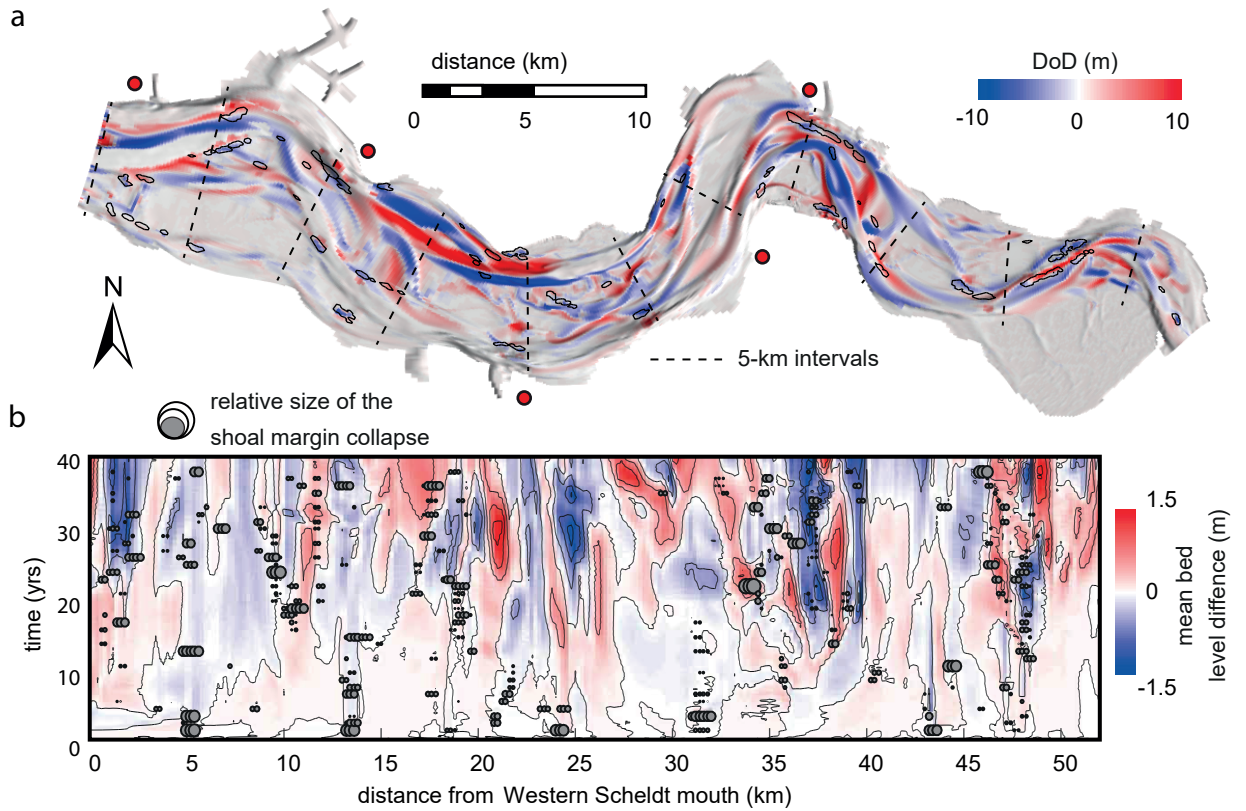 a
distance (km)
0 5 10
DoD (m)
-10 0 10
N
5-km intervals
b
relative size of the
shoal margin collapse
time (yrs)
40
30
20
10
0
0 5 10 15 20 25 30 35 40 45 50
distance from Western Scheldt mouth (km)
1.5
0
-1.5
mean bed
level diffence (m)